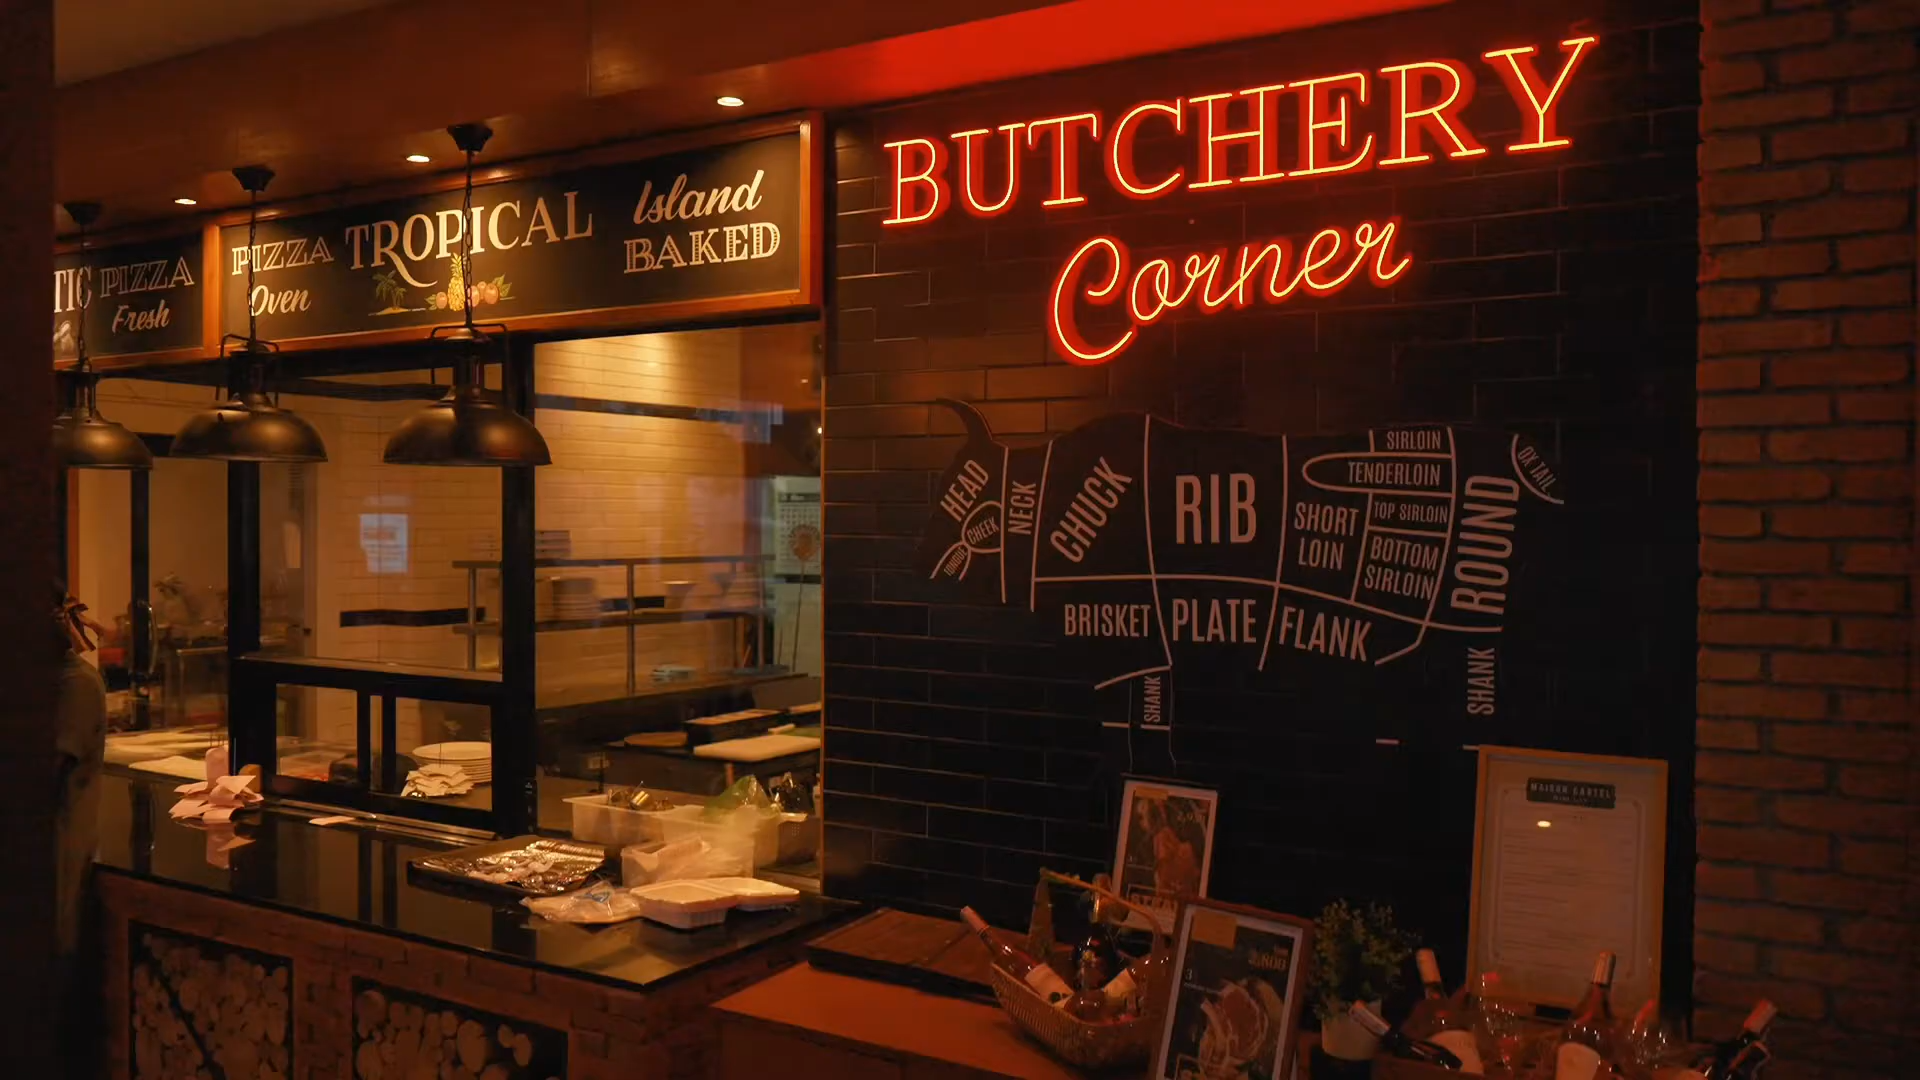 BUTCHERY
Corner
TIC PIZZA
Fresh
PIZZA TROPICAL Island
Oven BAKED
HEAD
CHEEK
TONGUE
NECK
CHUCK
RIB
SHORT
LOIN
SIRLOIN
TENDERLOIN
TOP SIRLOIN
BOTTOM
SIRLOIN
ROUND
OX TAIL
BRISKET
PLATE
FLANK
SHANK
SHANK